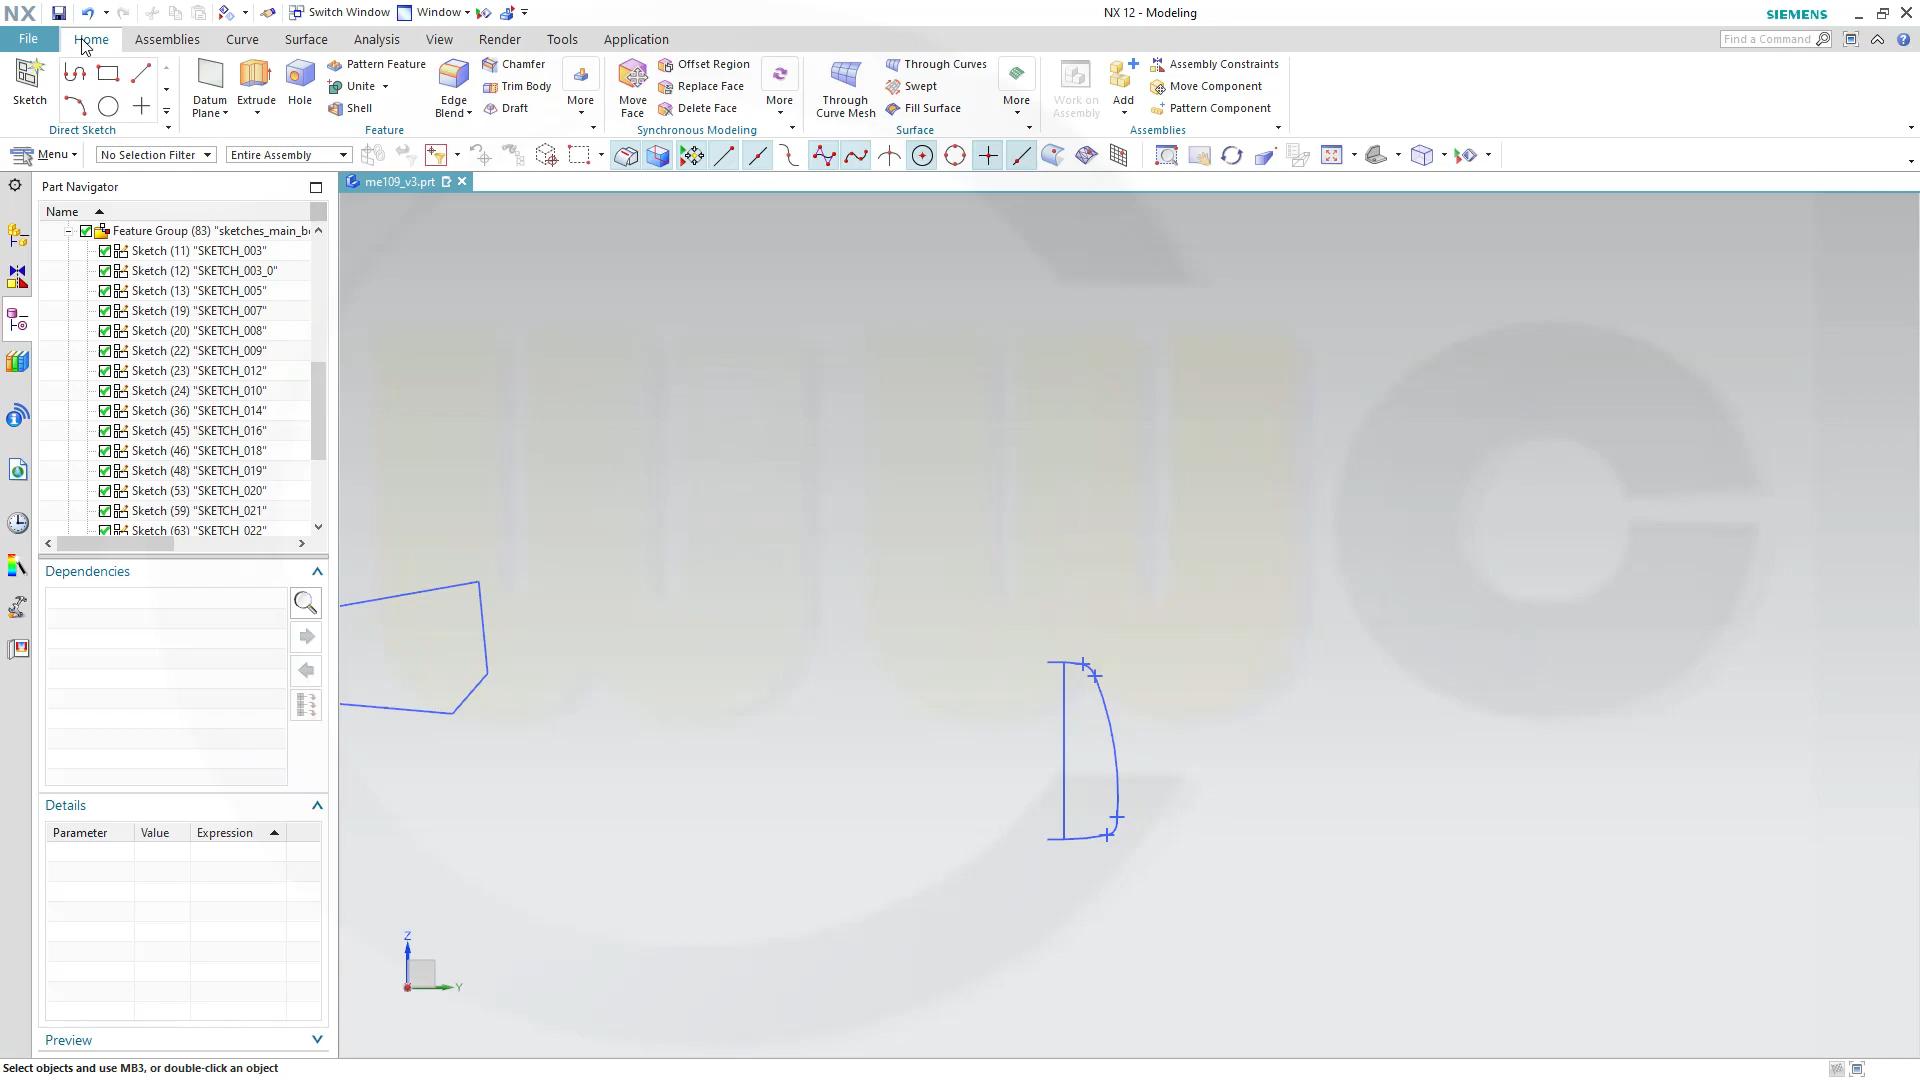 NX
Switch Window
Window
NX 12 - Modeling
SIEMENS
File
Home
Assemblies
Curve
Surface
Analysis
View
Render
Tools
Application
Find a Command
Sketch
Direct Sketch
Datum Plane
Extrude
Hole
Pattern Feature
Unite
Shell
Edge Blend
Chamfer
Trim Body
Draft
More
Feature
Move Face
Offset Region
Replace Face
Delete Face
More
Synchronous Modeling
Through Curve Mesh
Through Curves
Swept
Fill Surface
More
Surface
Work on Assembly
Add
Assembly Constraints
Move Component
Pattern Component
Assemblies
Menu
No Selection Filter
Entire Assembly
Part Navigator
me109_v3.prt
Name
Feature Group (83) "sketches_main_b
Sketch (11) "SKETCH_003"
Sketch (12) "SKETCH_003_0"
Sketch (13) "SKETCH_005"
Sketch (19) "SKETCH_007"
Sketch (20) "SKETCH_008"
Sketch (22) "SKETCH_009"
Sketch (23) "SKETCH_012"
Sketch (24) "SKETCH_010"
Sketch (36) "SKETCH_014"
Sketch (45) "SKETCH_016"
Sketch (46) "SKETCH_018"
Sketch (48) "SKETCH_019"
Sketch (53) "SKETCH_020"
Sketch (59) "SKETCH_021"
Sketch (63) "SKETCH_022"
Dependencies
Details
Parameter
Value
Expression
Preview
Z
Y
Select objects and use MB3, or double-click an object